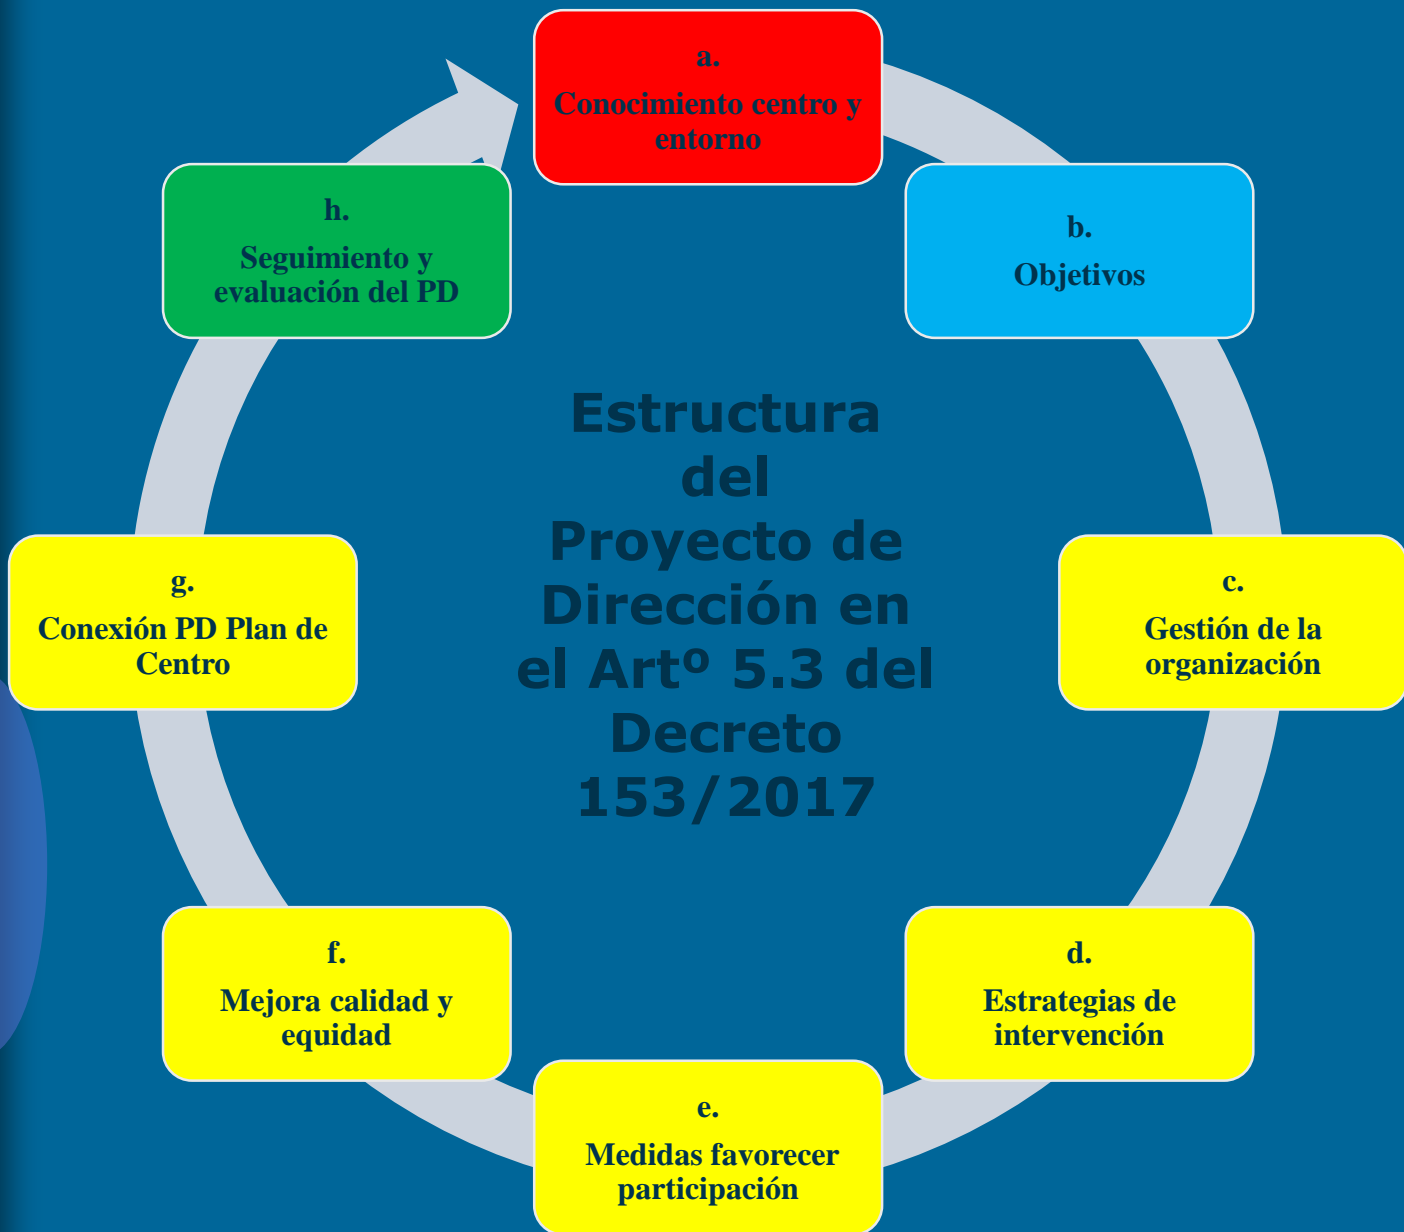 a.
Conocimiento centro y
entorno
b.
Objetivos
c.
Gestión de la
organización
d.
Estrategias de
intervención
e.
Medidas favorecer
participación
f.
Mejora calidad y
equidad
g.
Conexión PD Plan de
Centro
h.
Seguimiento y
evaluación del PD
Estructura
del
Proyecto de
Dirección en
el Artº 5.3 del
Decreto
153/2017